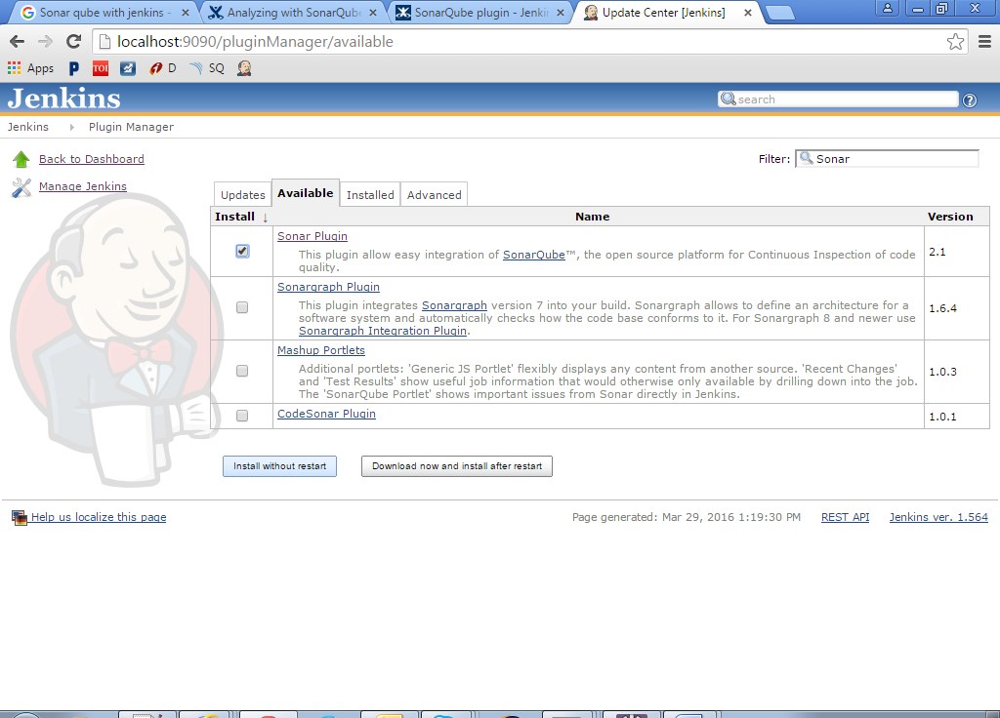 Sonar qube with jenkins -
Analyzing with SonarQube
SonarQube plugin - Jenki
Update Center [Jenkins]
localhost:9090/pluginManager/available
Apps
P
TOI
D
SQ
Jenkins
search
?
Jenkins
Plugin Manager
Back to Dashboard
Filter: Sonar
Manage Jenkins
Updates
Available
Installed
Advanced
Install ↓
Name
Version
Sonar Plugin
This plugin allow easy integration of SonarQube™, the open source platform for Continuous Inspection of code
quality.
2.1
Sonargraph Plugin
This plugin integrates Sonargraph version 7 into your build. Sonargraph allows to define an architecture for a
software system and automatically checks how the code base conforms to it. For Sonargraph 8 and newer use
Sonargraph Integration Plugin.
1.6.4
Mashup Portlets
Additional portlets: 'Generic JS Portlet' flexibly displays any content from another source. 'Recent Changes'
and 'Test Results' show useful job information that would otherwise only available by drilling down into the job.
The 'SonarQube Portlet' shows important issues from Sonar directly in Jenkins.
1.0.3
CodeSonar Plugin
1.0.1
Install without restart
Download now and install after restart
Help us localize this page
Page generated: Mar 29, 2016 1:19:30 PM
REST API
Jenkins ver. 1.564